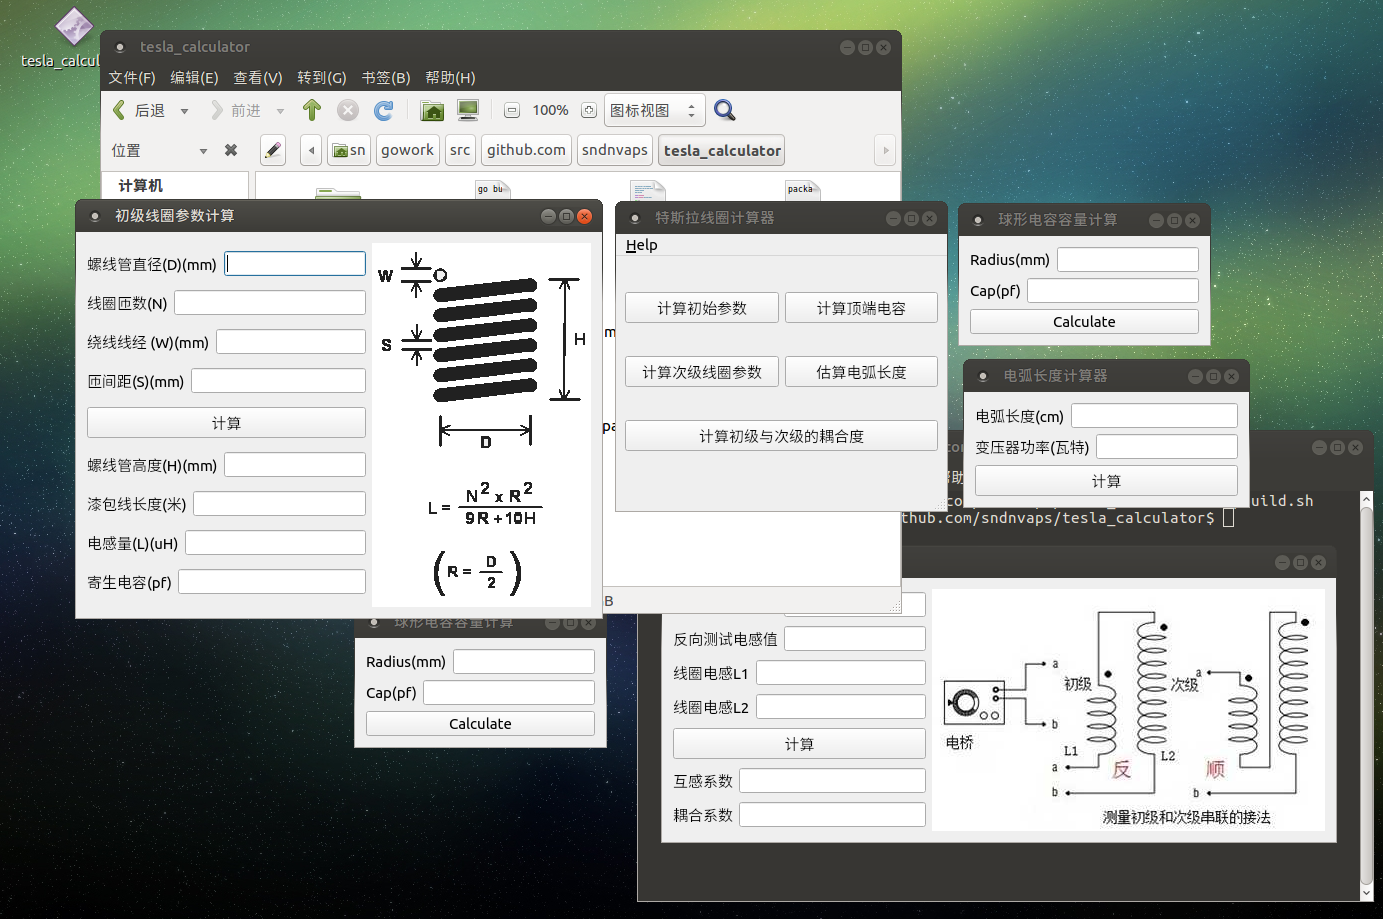 tesla_calcul
tesla_calculator
文件(F) 编辑(E) 查看(V) 转到(G) 书签(B) 帮助(H)
后退 前进 100% 图标视图
位置 sn gowork src github.com sndnvaps tesla_calculator
计算机
go bu
packa
初级线圈参数计算
螺线管直径(D)(mm)
线圈匝数(N)
绕线线经 (W)(mm)
匝间距(S)(mm)
计算
螺线管高度(H)(mm)
漆包线长度(米)
电感量(L)(uH)
寄生电容(pf)
W
S
H
D
L = N² x R² / 9R + 10H
( R = D / 2 )
特斯拉线圈计算器
Help
计算初始参数 计算顶端电容
计算次级线圈参数 估算电弧长度
计算初级与次级的耦合度
球形电容容量计算
Radius(mm)
Cap(pf)
Calculate
电弧长度计算器
电弧长度(cm)
变压器功率(瓦特)
计算
帮助
uild.sh
thub.com/sndnvaps/tesla_calculator$
B
球形电容容量计算
Radius(mm)
Cap(pf)
Calculate
反向测试电感值
线圈电感L1
线圈电感L2
计算
互感系数
耦合系数
a
初级
次级
a
b
电桥
L1
L2
a
反
顺
b
b
测量初级和次级串联的接法